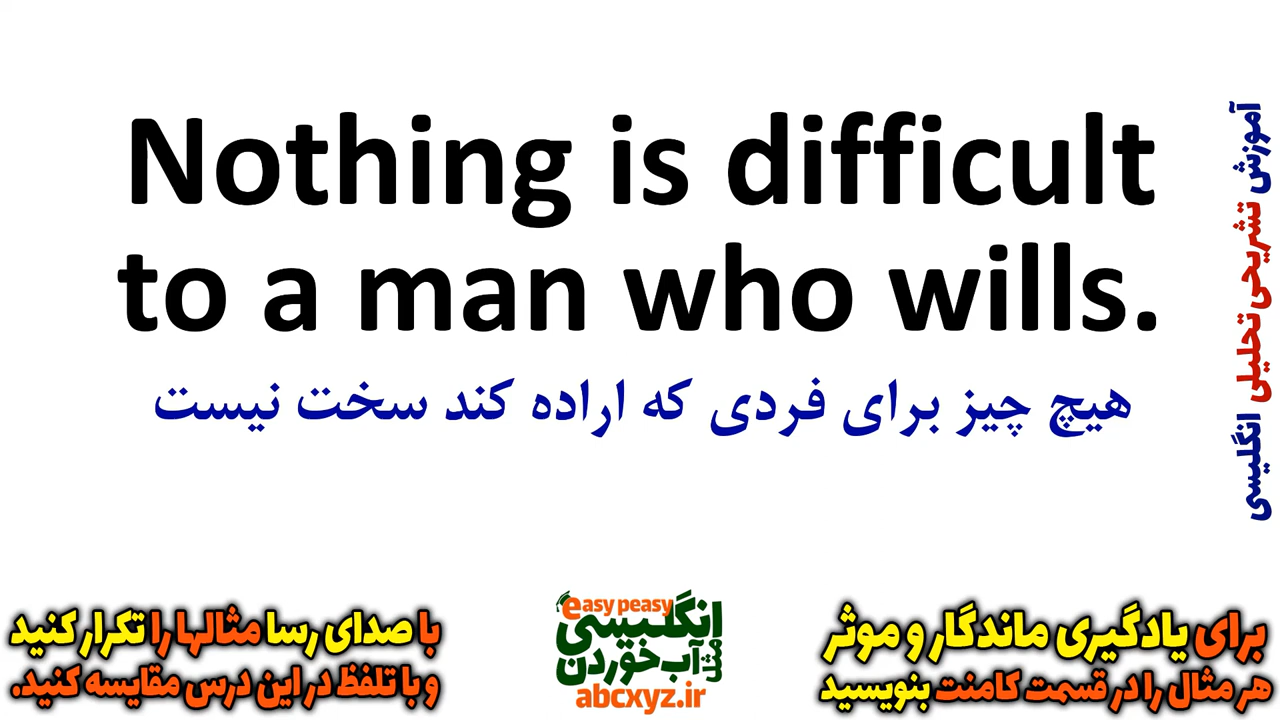 Nothing is difficult
to a man who wills.
هیچ چیز برای فردی که اراده کند سخت نیست
آموزش تشریحی تحلیلی انگلیسی
برای یادگیری ماندگار و موثر
هر مثال را در قسمت کامنت بنویسید
easy peasy
انگلیسی
مثل آب خوردن
abcxyz.ir
با صدای رسا مثالها را تکرار کنید
و با تلفظ در این درس مقایسه کنید.